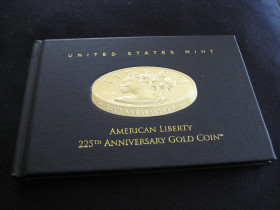 UNITED STATES MINT
AMERICAN LIBERTY
225TH ANNIVERSARY GOLD COIN™